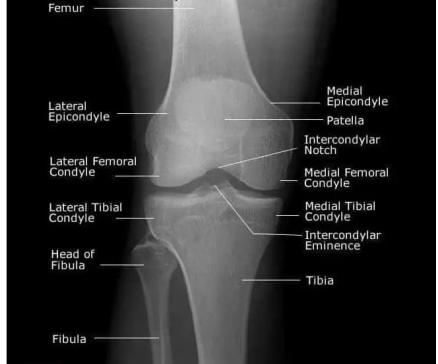 Femur
Lateral
Epicondyle
Lateral Femoral
Condyle
Lateral Tibial
Condyle
Head of
Fibula
Fibula
Medial
Epicondyle
Patella
Intercondylar
Notch
Medial Femoral
Condyle
Medial Tibial
Condyle
Intercondylar
Eminence
Tibia